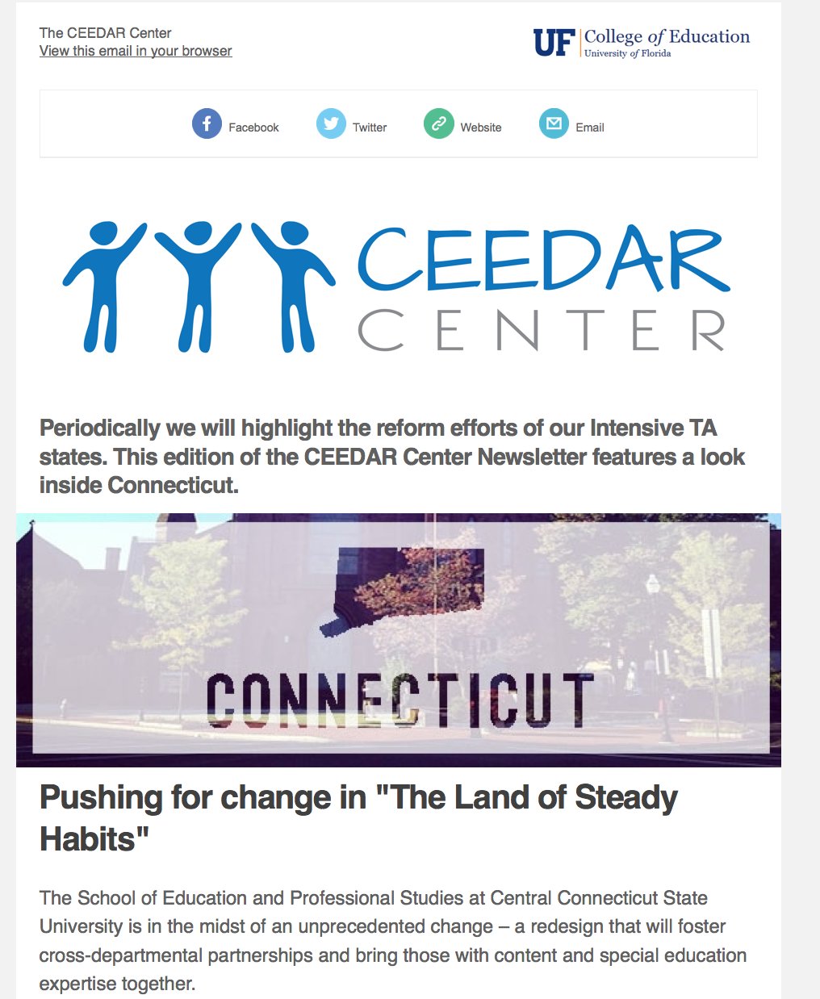 The CEEDAR Center
View this email in your browser
UF College of Education
University of Florida
Facebook Twitter Website Email
CEEDAR
CENTER
Periodically we will highlight the reform efforts of our Intensive TA
states. This edition of the CEEDAR Center Newsletter features a look
inside Connecticut.
CONNECTICUT
Pushing for change in "The Land of Steady
Habits"
The School of Education and Professional Studies at Central Connecticut State
University is in the midst of an unprecedented change – a redesign that will foster
cross-departmental partnerships and bring those with content and special education
expertise together.